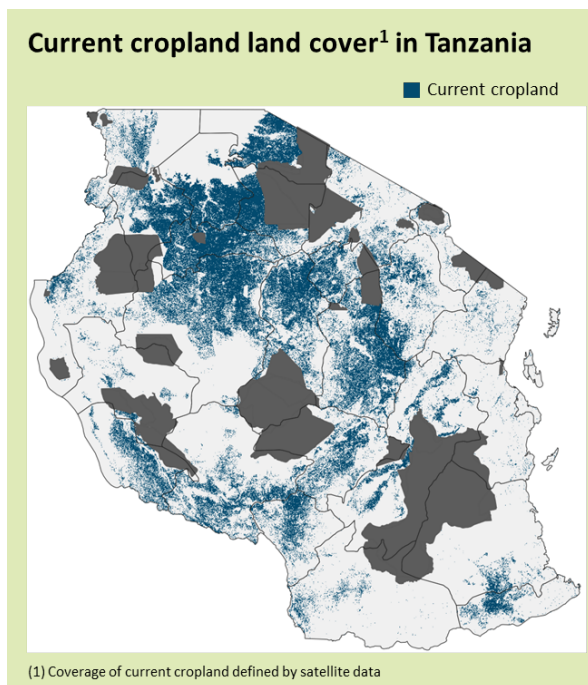 Current cropland land cover¹ in Tanzania
Current cropland
(1) Coverage of current cropland defined by satellite data